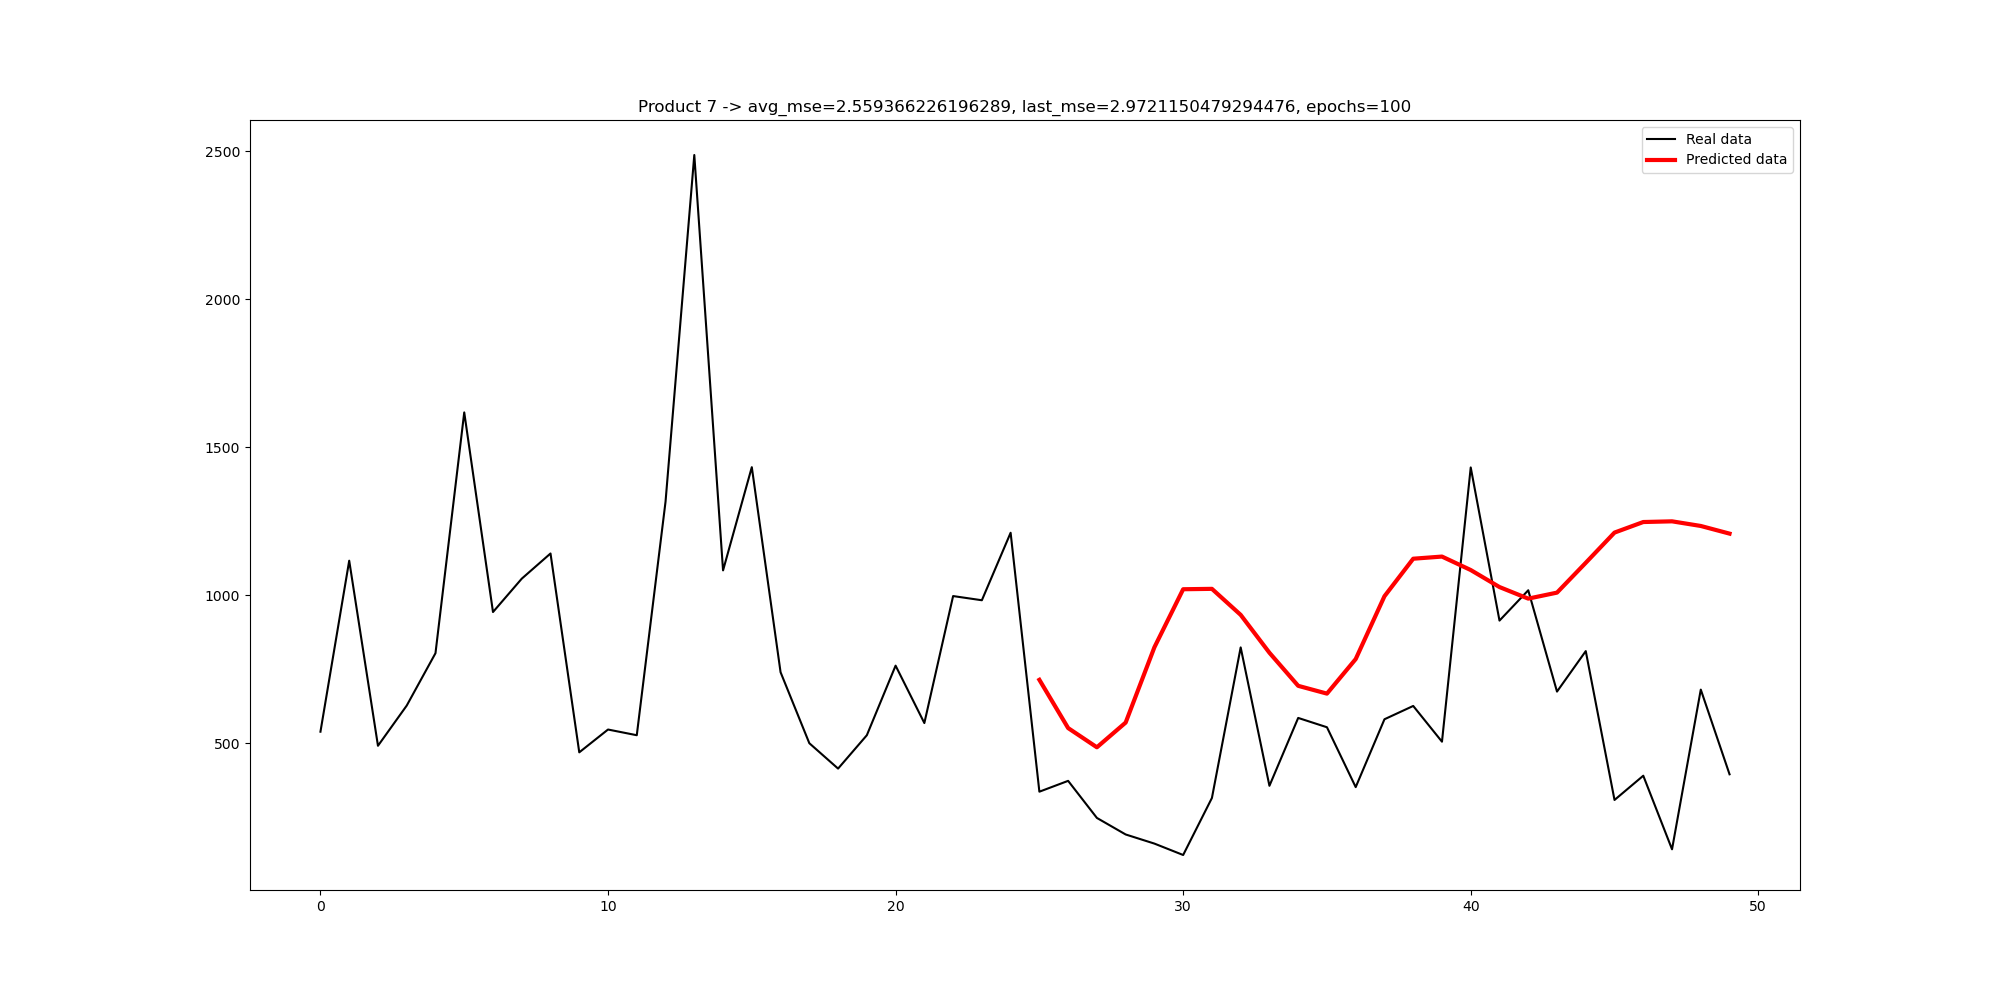 Product 7 -> avg_mse=2.559366226196289, last_mse=2.9721150479294476, epochs=100
Real data
Predicted data
2500
2000
1500
1000
500
0 10 20 30 40 50